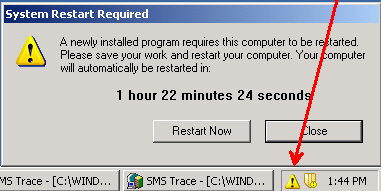 System Restart Required
A newly installed program requires this computer to be restarted.
Please save your work and restart your computer. Your computer
will automatically be restarted in:
1 hour 22 minutes 24 seconds
Restart Now
Close
MS Trace - [C:\WIND...
SMS Trace - [C:\WIND...
1:44 PM